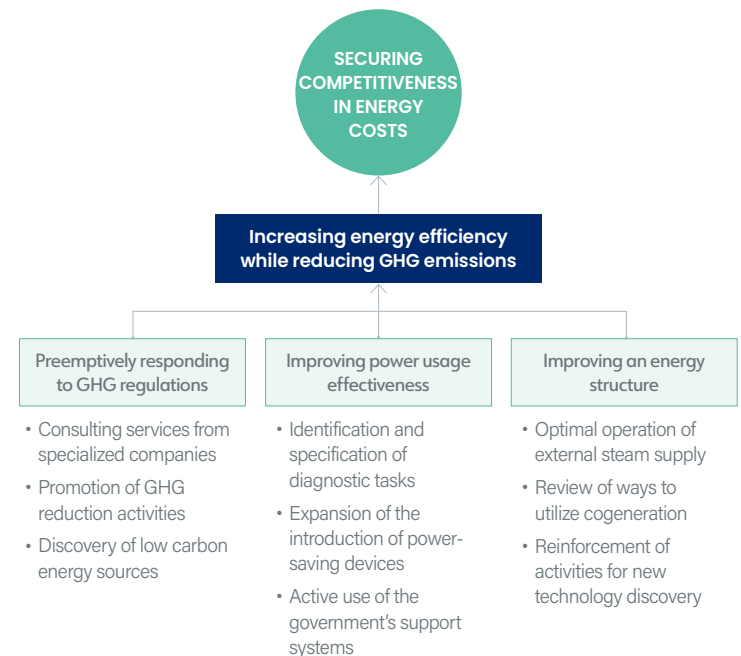 SECURING
COMPETITIVENESS
IN ENERGY
COSTS
Increasing energy efficiency
while reducing GHG emissions
Preemptively responding
to GHG regulations
• Consulting services from
specialized companies
• Promotion of GHG
reduction activities
• Discovery of low carbon
energy sources
Improving power usage
effectiveness
• Identification and
specification of
diagnostic tasks
• Expansion of the
introduction of power-
saving devices
• Active use of the
government's support
systems
Improving an energy
structure
• Optimal operation of
external steam supply
• Review of ways to
utilize cogeneration
• Reinforcement of
activities for new
technology discovery